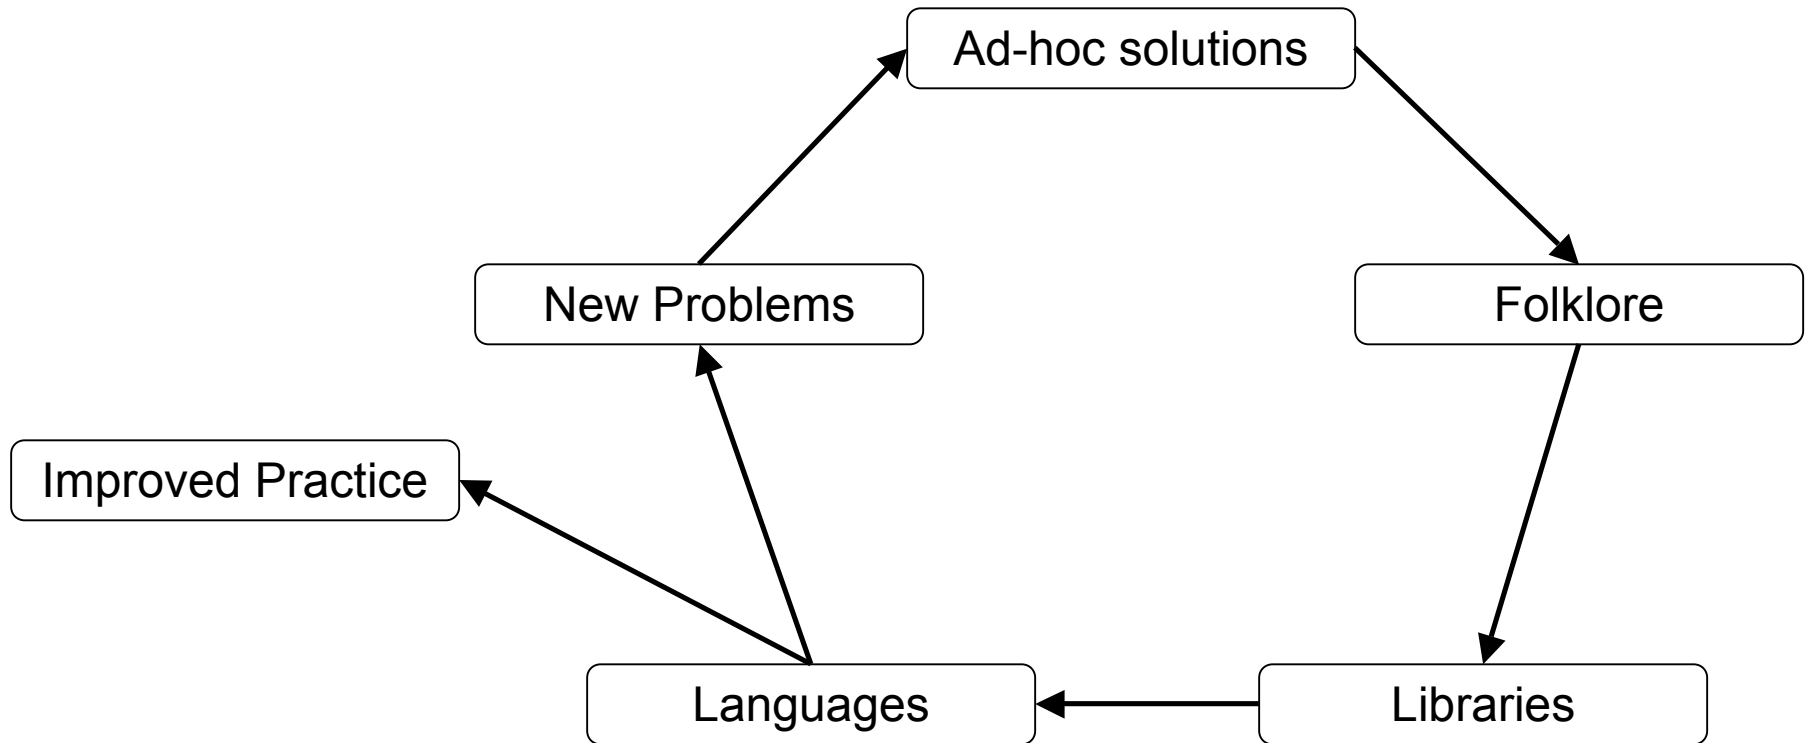 Ad-hoc solutions
New Problems
Folklore
Improved Practice
Languages
Libraries